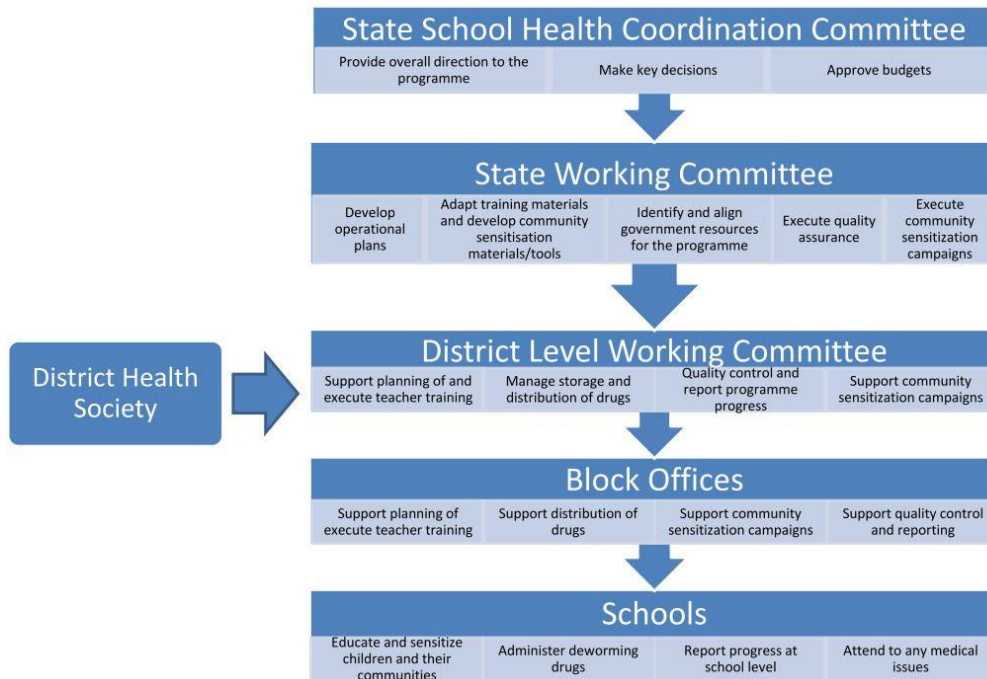 State School Health Coordination Committee
Provide overall direction to the
programme
Make key decisions
Approve budgets
State Working Committee
Develop
operational
plans
Adapt training materials
and develop community
sensitisation
materials/tools
Identify and align
government resources
for the programme
Execute quality
assurance
Execute
community
sensitization
campaigns
District Health
Society
District Level Working Committee
Support planning of and
execute teacher training
Manage storage and
distribution of drugs
Quality control and
report programme
progress
Support community
sensitization campaigns
Block Offices
Support planning of
execute teacher training
Support distribution of
drugs
Support community
sensitization campaigns
Support quality control
and reporting
Schools
Educate and sensitize
children and their
communities
Administer deworming
drugs
Report progress at
school level
Attend to any medical
issues